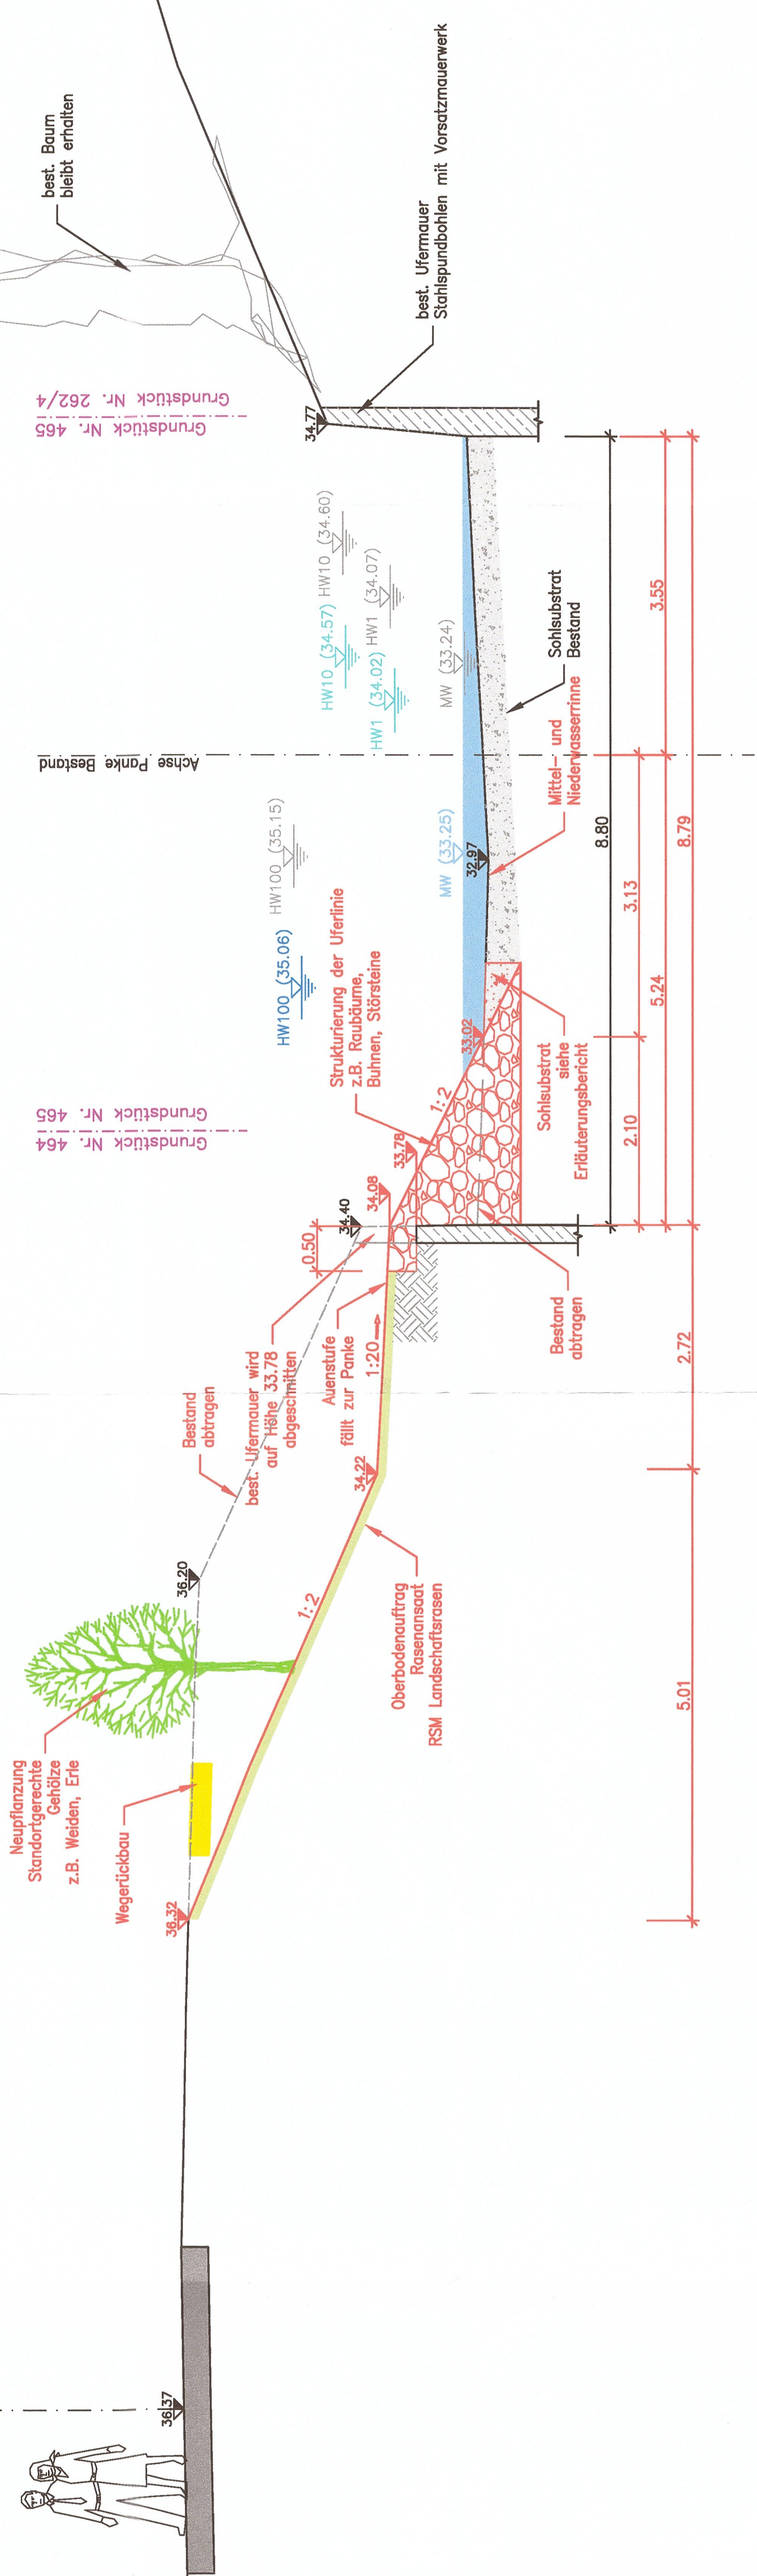 best. Baum
bleibt erhalten
best. Ufermauer
Stahlspundbohlen mit Vorsatzmauerwerk
Grundstück Nr. 262/4
Grundstück Nr. 465
34.77
HW10 (34.60)
HW1 (34.07)
HW10 (34.57)
HW1 (34.02)
MW (33.24)
Sohlsubstrat
Bestand
Achse Panke Bestand
Mittel- und
Niederwasserrinne
3.55
8.80
8.79
HW100 (35.15)
MW (33.25)
32.97
3.13
5.24
HW100 (35.06)
Strukturierung der Uferlinie
z.B. Raubäume,
Buhnen, Störsteine
33.02
Sohlsubstrat
siehe
Erläuterungsbericht
2.10
Grundstück Nr. 465
Grundstück Nr. 464
1:2
33.78
34.08
34.40
0.50
Bestand
abtragen
Auenstufe
fällt zur Panke
1:20
best. Ufermauer wird
auf Höhe 33.78
abgeschnitten
Bestand
abtragen
2.72
34.22
36.20
1:2
Oberbodenauftrag
Rasenansaat
RSM Landschaftsrasen
5.01
Neupflanzung
Standortgerechte
Gehölze
z.B. Weiden, Erle
Wegerückbau
36.32
36.37